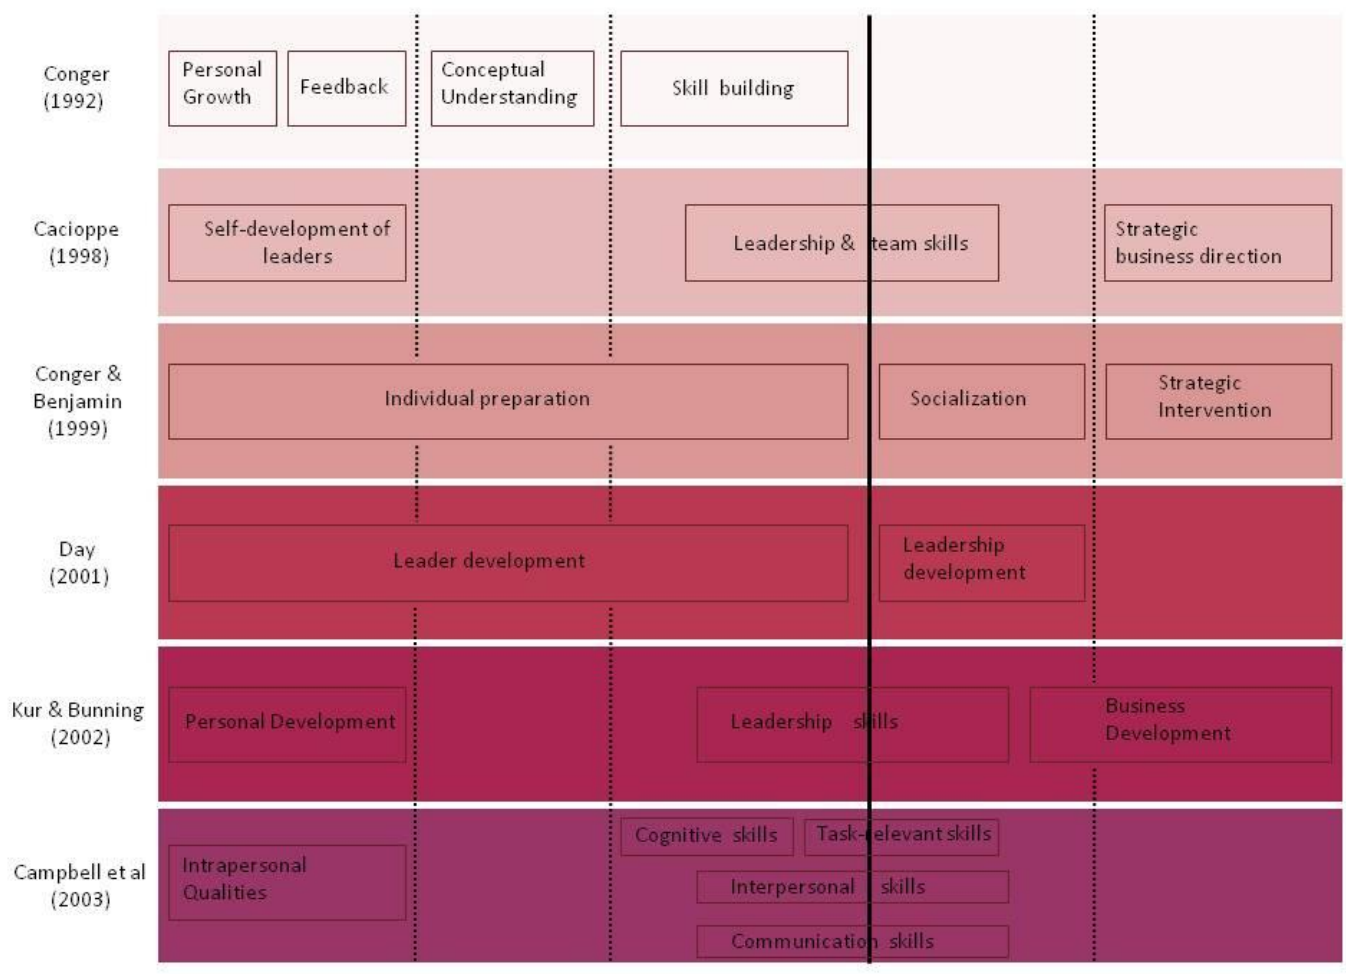 Conger
(1992)
Personal
Growth
Feedback
Conceptual
Understanding
Skill building
Cacioppe
(1998)
Self-development of
leaders
Leadership & team skills
Strategic
business direction
Conger &
Benjamin
(1999)
Individual preparation
Socialization
Strategic
Intervention
Day
(2001)
Leader development
Leadership
development
Kur & Bunning
(2002)
Personal Development
Leadership skills
Business
Development
Campbell et al
(2003)
Intrapersonal
Qualities
Cognitive skills
Task-relevant skills
Interpersonal skills
Communication skills